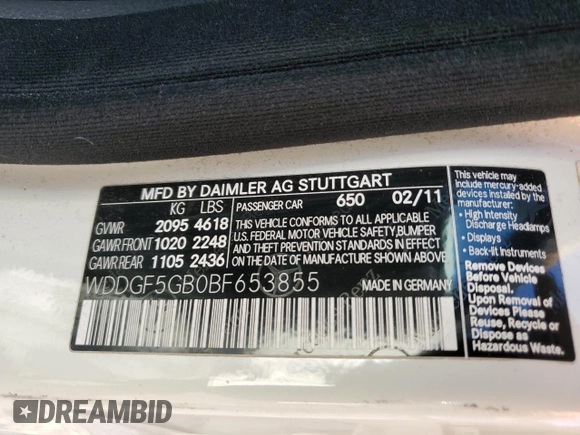 MFD BY DAIMLER AG STUTTGART
KG LBS
PASSENGER CAR 650 02/11
GVWR 2095 4618
GAWR FRONT 1020 2248
GAWR REAR 1105 2436
THIS VEHICLE CONFORMS TO ALL APPLICABLE
U.S. FEDERAL MOTOR VEHICLE SAFETY, BUMPER
AND THEFT PREVENTION STANDARDS IN EFFECT
ON THE DATE OF MANUFACTURE SHOWN ABOVE
WDDGF5GB0BF653855 MADE IN GERMANY
This vehicle may
include mercury-added
devices installed by the
manufacturer:
• High Intensity
Discharge Headlamps
• Displays
• Backlight Switch
Remove Devices
Before Vehicle
Disposal.
Upon Removal of
Devices Please
Reuse, Recycle or
Dispose as
Hazardous Waste.
DREAMBID